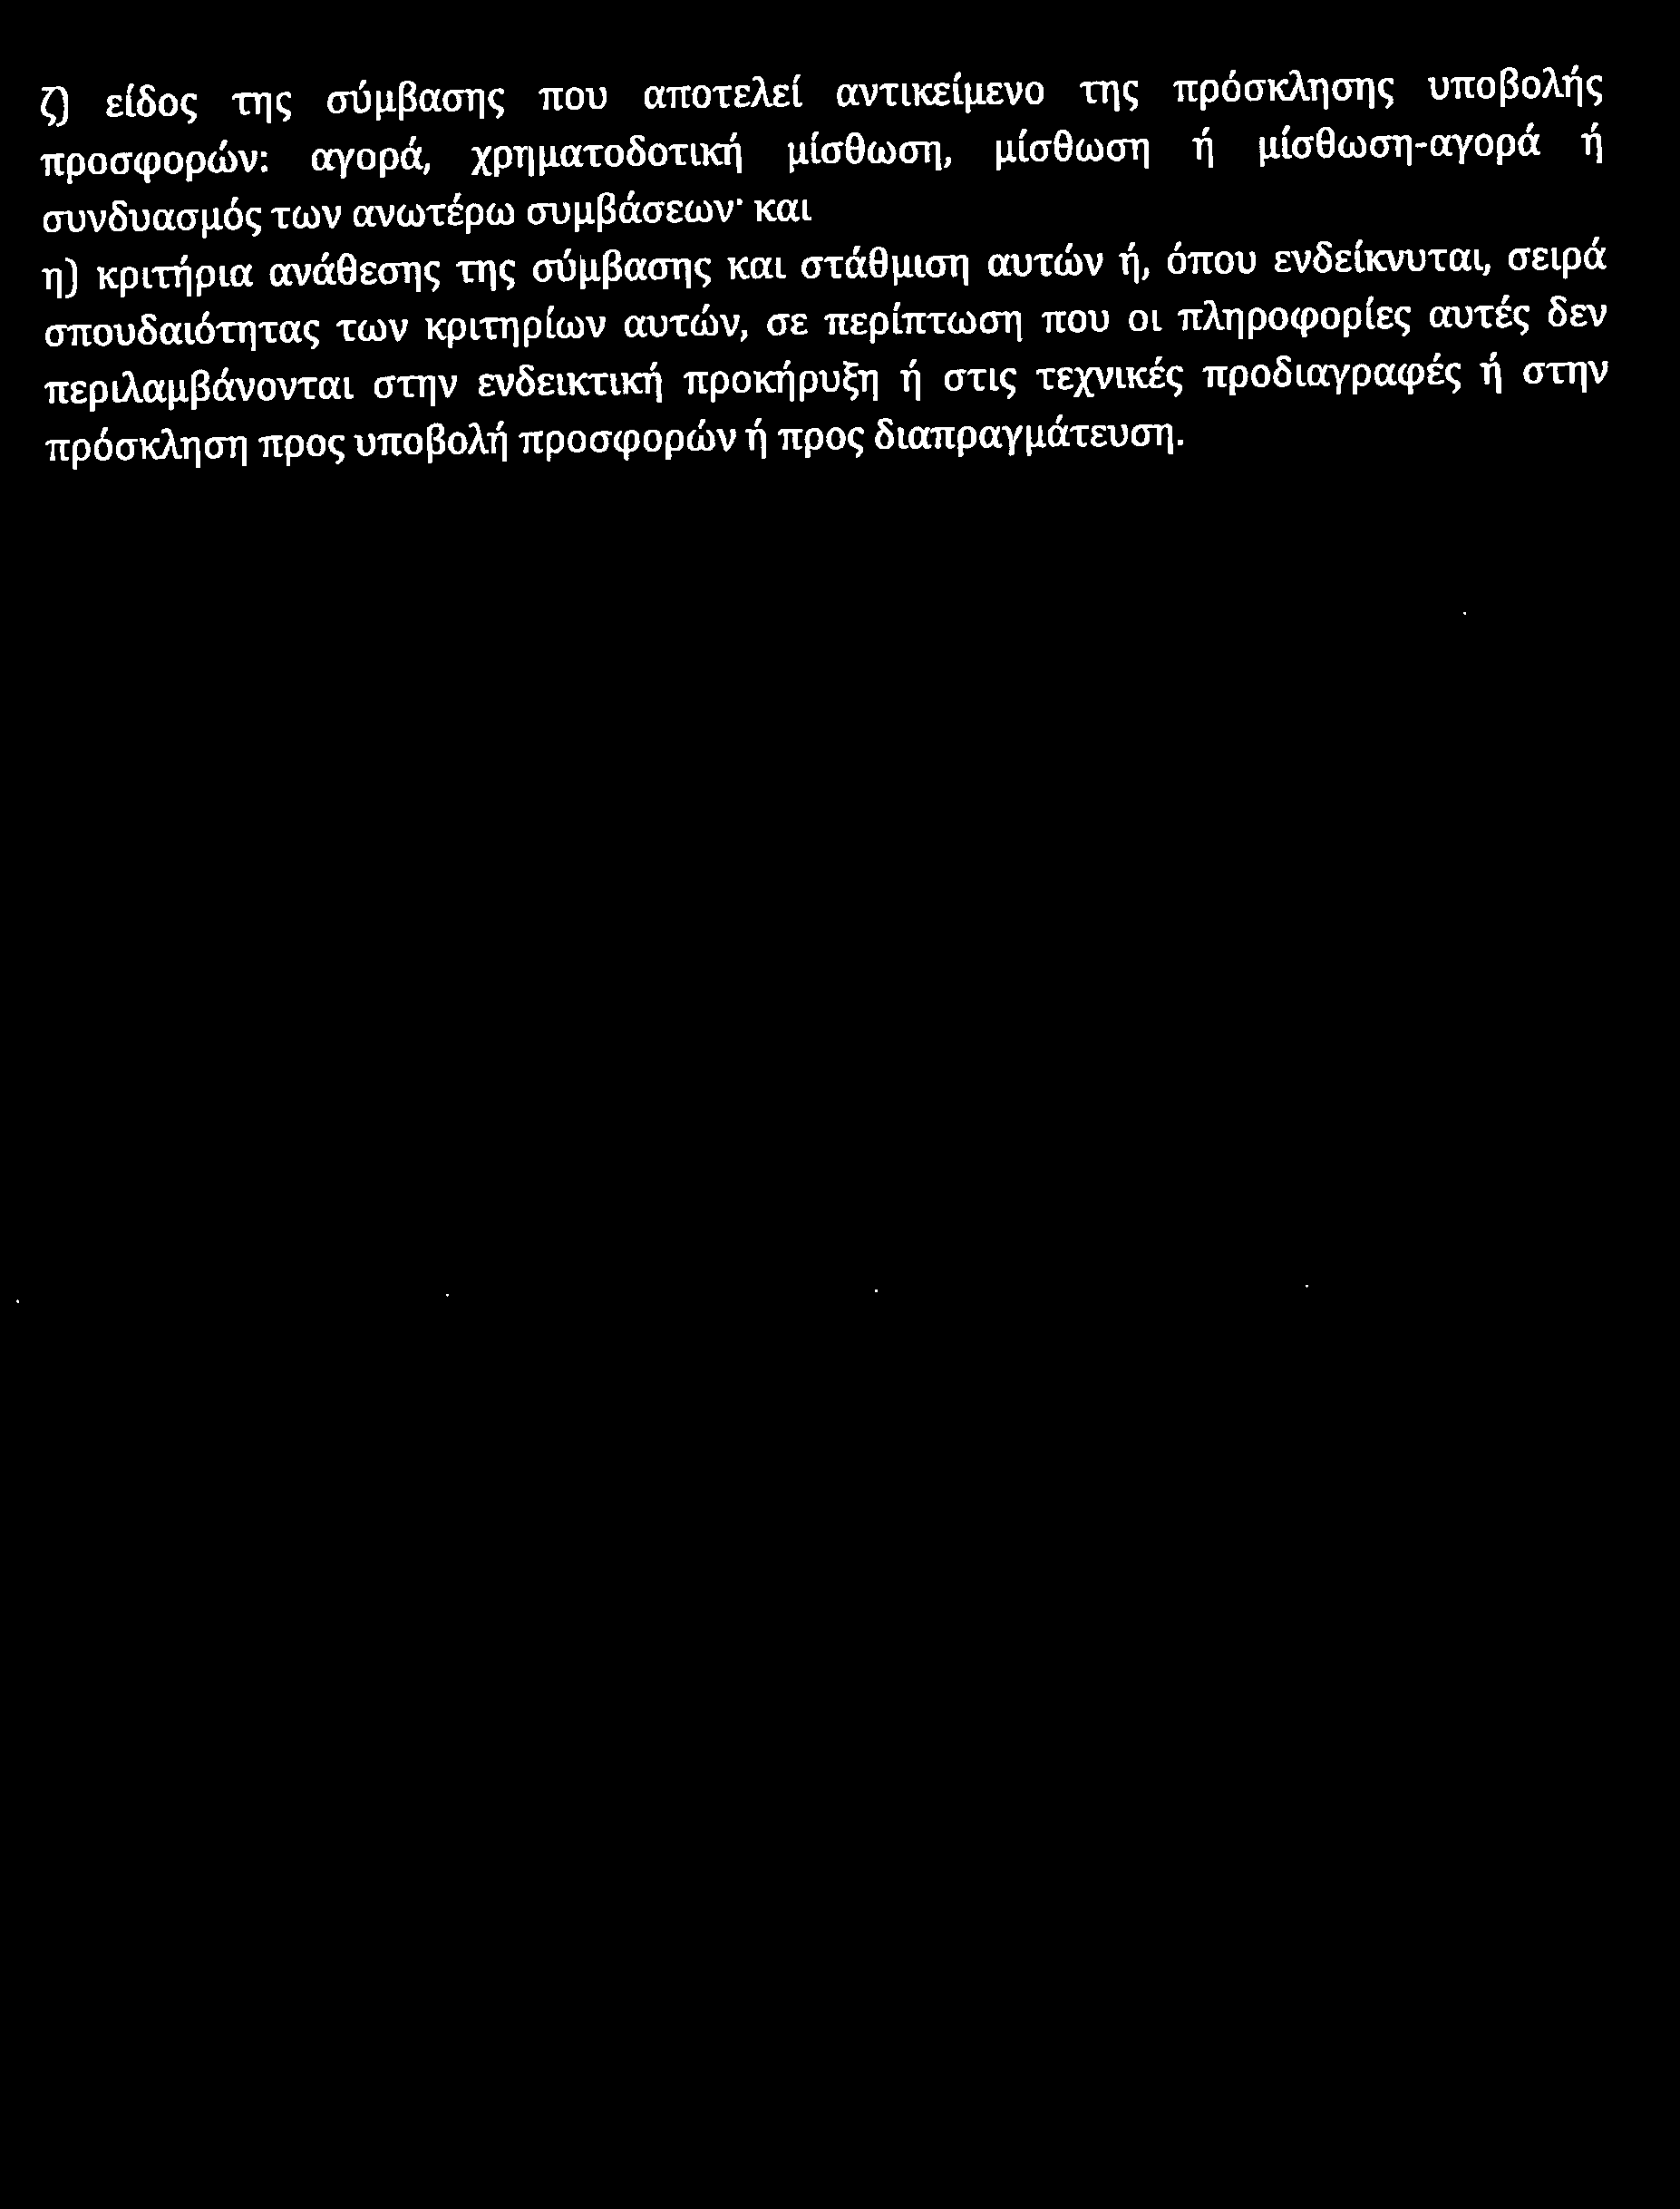 ζ) είδος της σύμβασης που αποτελεί αντικείμενο της πρόσκλησης υποβολής
προσφορών: αγορά, χρηματοδοτική μίσθωση, μίσθωση ή μίσθωση-αγορά ή
συνδυασμός των ανωτέρω συμβάσεων· και
η) κριτήρια ανάθεσης της σύμβασης και στάθμιση αυτών ή, όπου ενδείκνυται, σειρά
σπουδαιότητας των κριτηρίων αυτών, σε περίπτωση που οι πληροφορίες αυτές δεν
περιλαμβάνονται στην ενδεικτική προκήρυξη ή στις τεχνικές προδιαγραφές ή στην
πρόσκληση προς υποβολή προσφορών ή προς διαπραγμάτευση.